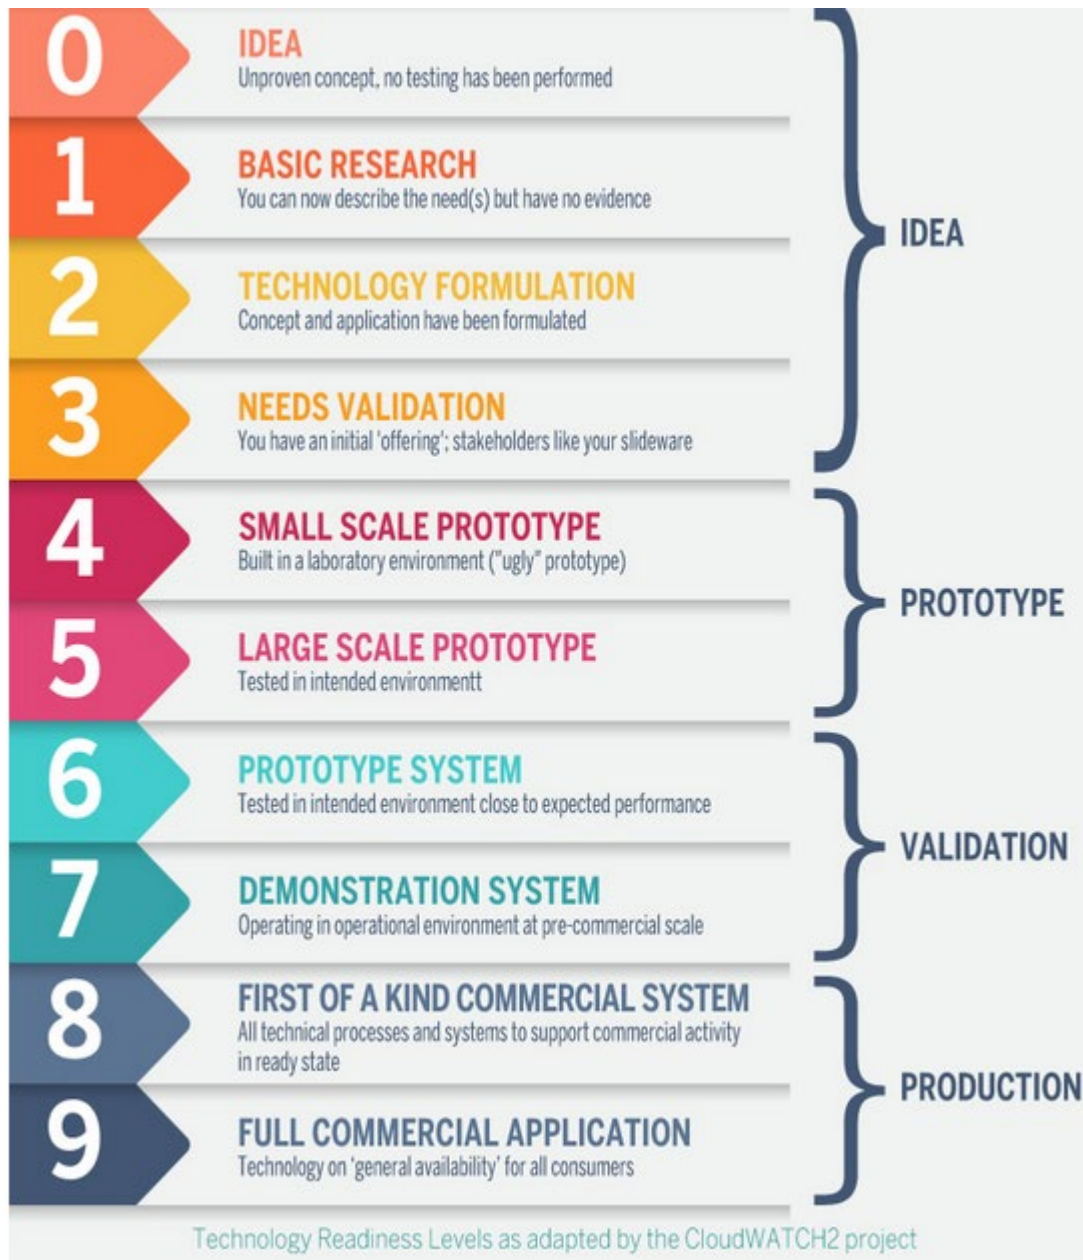 0
IDEA
Unproven concept, no testing has been performed
1
BASIC RESEARCH
You can now describe the need(s) but have no evidence
2
TECHNOLOGY FORMULATION
Concept and application have been formulated
3
NEEDS VALIDATION
You have an initial 'offering'; stakeholders like your slideware
IDEA
4
SMALL SCALE PROTOTYPE
Built in a laboratory environment ("ugly" prototype)
5
LARGE SCALE PROTOTYPE
Tested in intended environmentt
PROTOTYPE
6
PROTOTYPE SYSTEM
Tested in intended environment close to expected performance
7
DEMONSTRATION SYSTEM
Operating in operational environment at pre-commercial scale
VALIDATION
8
FIRST OF A KIND COMMERCIAL SYSTEM
All technical processes and systems to support commercial activity
in ready state
9
FULL COMMERCIAL APPLICATION
Technology on 'general availability' for all consumers
PRODUCTION
Technology Readiness Levels as adapted by the CloudWATCH2 project